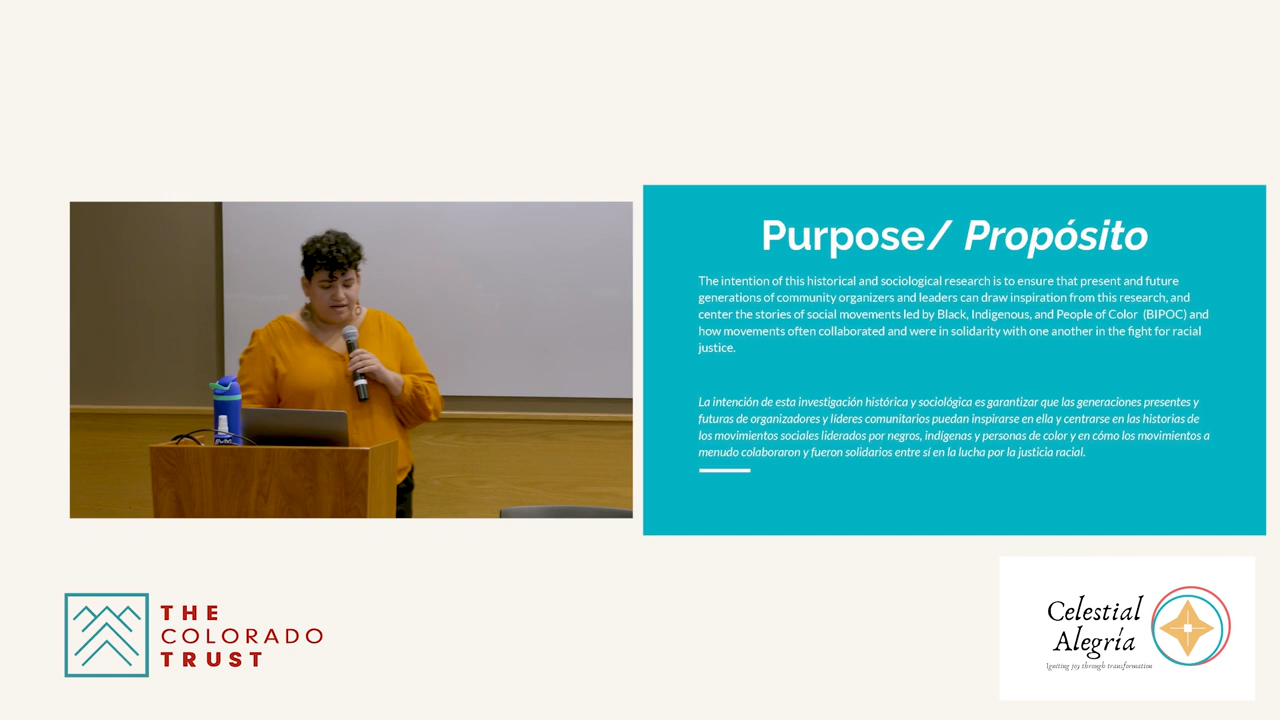 Purpose/ Propósito
The intention of this historical and sociological research is to ensure that present and future
generations of community organizers and leaders can draw inspiration from this research, and
center the stories of social movements led by Black, Indigenous, and People of Color (BIPOC) and
how movements often collaborated and were in solidarity with one another in the fight for racial
justice.
La intención de esta investigación histórica y sociológica es garantizar que las generaciones presentes y
futuras de organizadores y líderes comunitarios puedan inspirarse en ella y centrarse en las historias de
los movimientos sociales liderados por negros, indígenas y personas de color y en cómo los movimientos a
menudo colaboraron y fueron solidarios entre sí en la lucha por la justicia racial.
THE
COLORADO
TRUST
Celestial
Alegría
Igniting joy through transformation